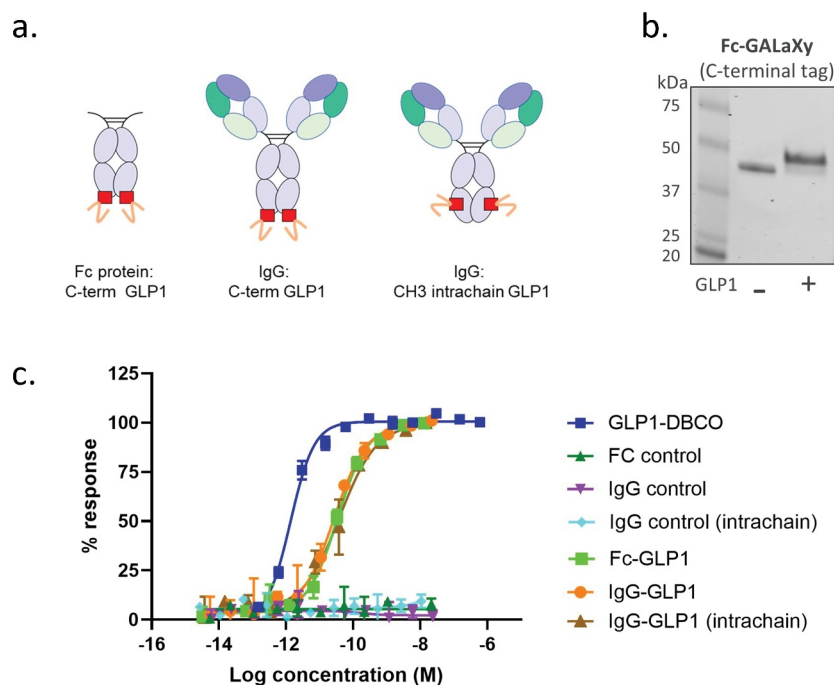 a.
Fc protein:
C-term GLP1
IgG:
C-term GLP1
IgG:
CH3 intrachain GLP1
b.
Fc-GALaXy
(C-terminal tag)
kDa
75
50
37
25
20
GLP1 - +
c.
125
100
75
50
25
0
% response
-16 -14 -12 -10 -8 -6
Log concentration (M)
GLP1-DBCO
FC control
IgG control
IgG control (intrachain)
Fc-GLP1
IgG-GLP1
IgG-GLP1 (intrachain)